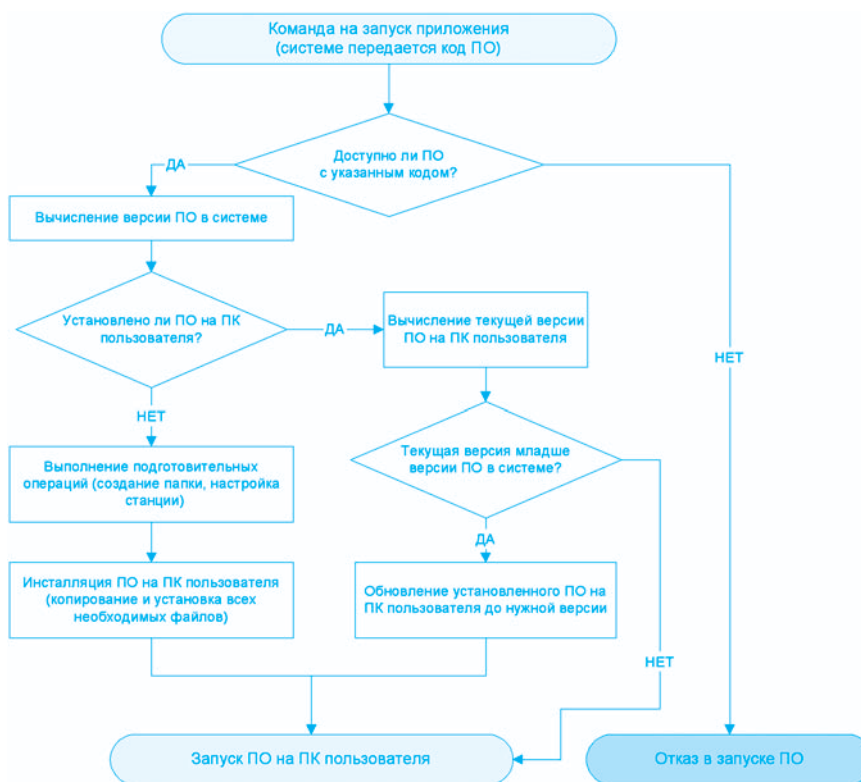 Команда на запуск приложения
(системе передается код ПО)
Доступно ли ПО
с указанным кодом?
ДА
Вычисление версии ПО в системе
Установлено ли ПО на ПК
пользователя?
ДА
Вычисление текущей версии
ПО на ПК пользователя
НЕТ
НЕТ
Текущая версия младше
версии ПО в системе?
Выполнение подготовительных
операций (создание папки, настройка
станции)
ДА
Инсталляция ПО на ПК пользователя
(копирование и установка всех
необходимых файлов)
Обновление установленного ПО на
ПК пользователя до нужной версии
НЕТ
Запуск ПО на ПК пользователя
Отказ в запуске ПО